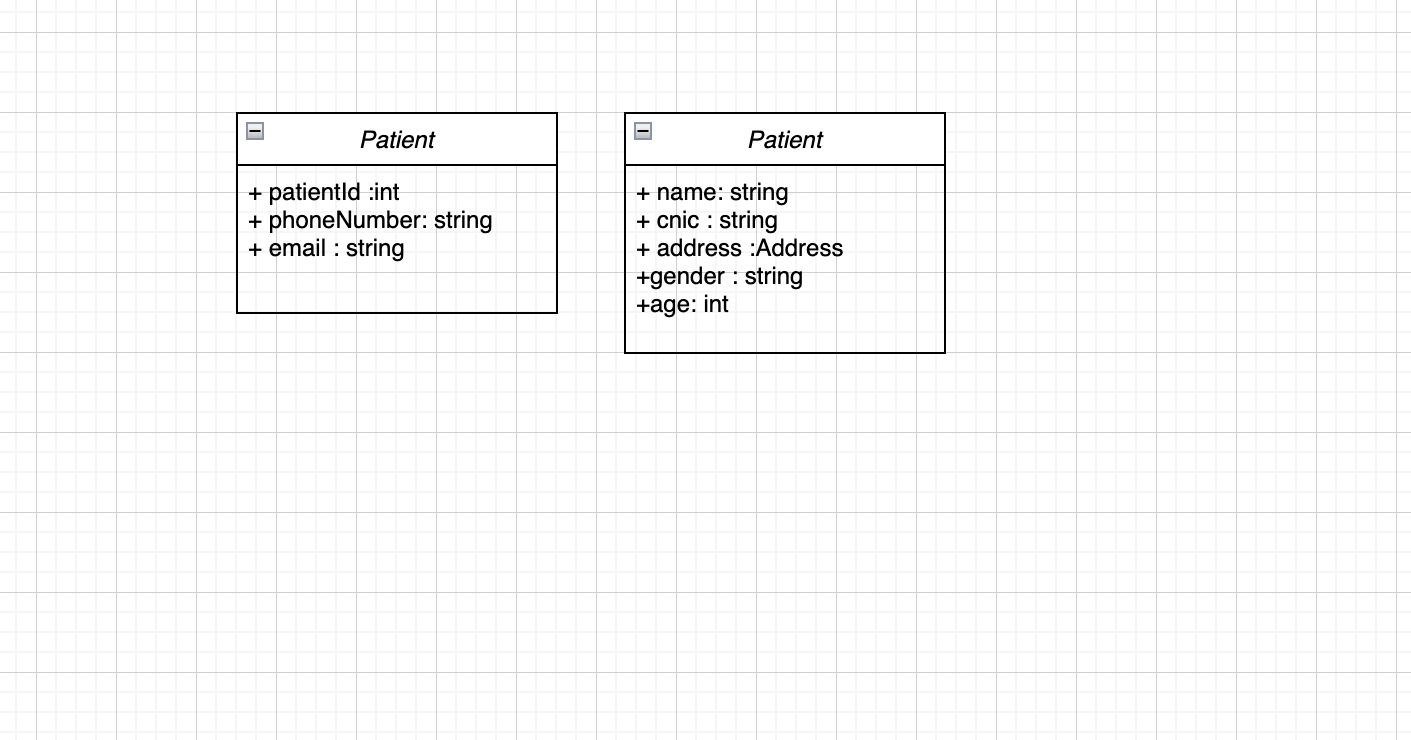 Patient
+ patientId :int
+ phoneNumber: string
+ email : string
Patient
+ name: string
+ cnic : string
+ address :Address
+gender : string
+age: int